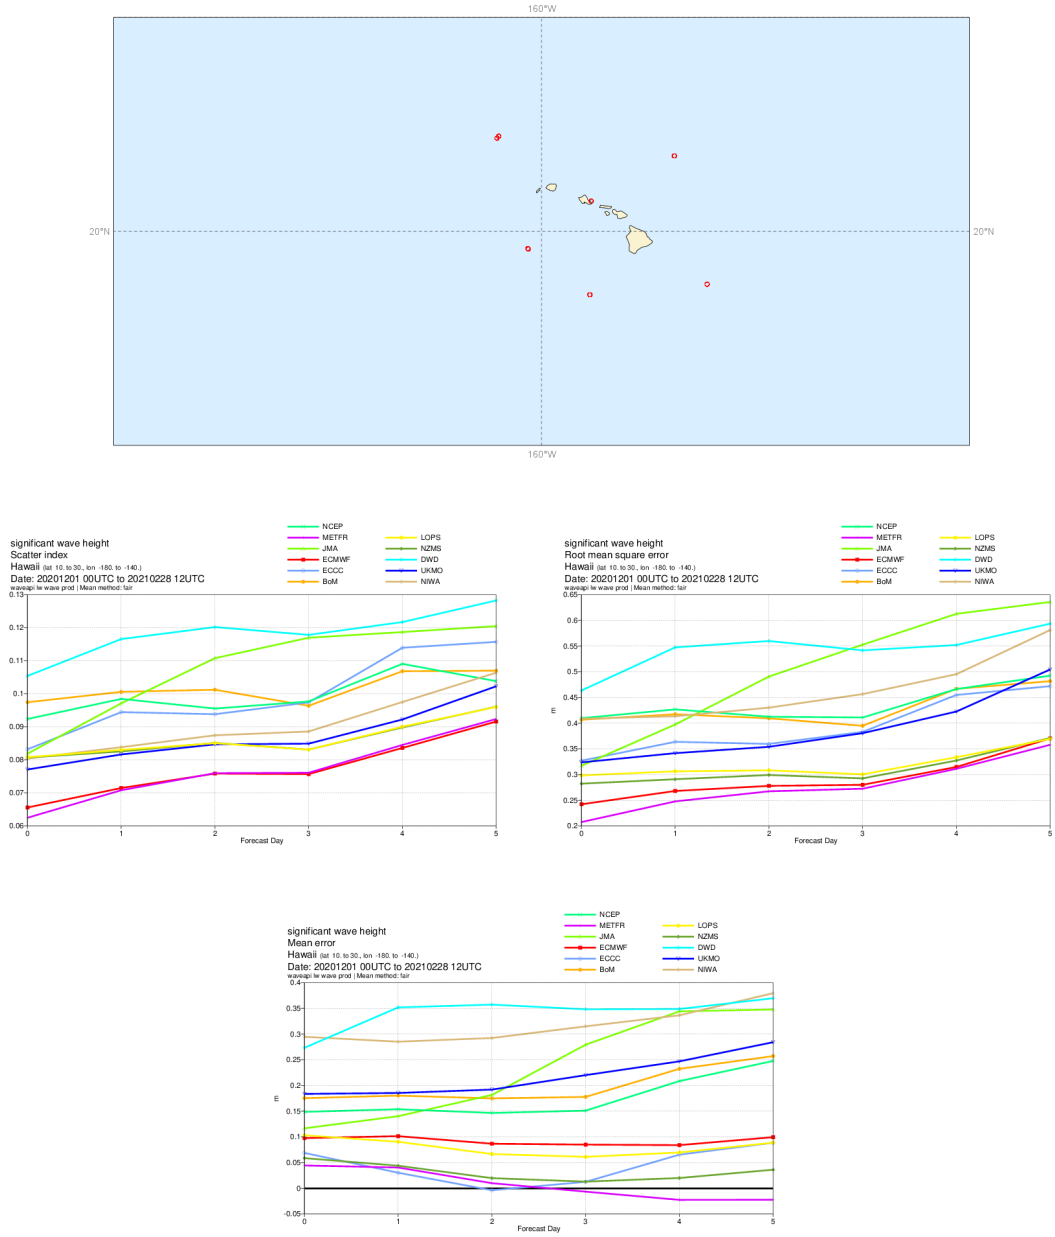 160°W
20°N
20°N
160°W
significant wave height
Scatter index
Hawaii (lat 10. to 30., lon -180. to -140.)
Date: 20201201 00UTC to 20210228 12UTC
waveapi lw wave prod | Mean method: fair
NCEP
METFR
JMA
ECMWF
ECCC
BoM
LOPS
NZMS
DWD
UKMO
NIWA
0.13
0.12
0.11
0.1
0.09
0.08
0.07
0.06
0 1 2 3 4 5
Forecast Day
significant wave height
Root mean square error
Hawaii (lat 10. to 30., lon -180. to -140.)
Date: 20201201 00UTC to 20210228 12UTC
waveapi lw wave prod | Mean method: fair
NCEP
METFR
JMA
ECMWF
ECCC
BoM
LOPS
NZMS
DWD
UKMO
NIWA
0.65
0.6
0.55
0.5
0.45
m
0.4
0.35
0.3
0.25
0.2
0 1 2 3 4 5
Forecast Day
significant wave height
Mean error
Hawaii (lat 10. to 30., lon -180. to -140.)
Date: 20201201 00UTC to 20210228 12UTC
waveapi lw wave prod | Mean method: fair
NCEP
METFR
JMA
ECMWF
ECCC
BoM
LOPS
NZMS
DWD
UKMO
NIWA
0.4
0.35
0.3
0.25
0.2
m
0.15
0.1
0.05
0
-0.05
0 1 2 3 4 5
Forecast Day